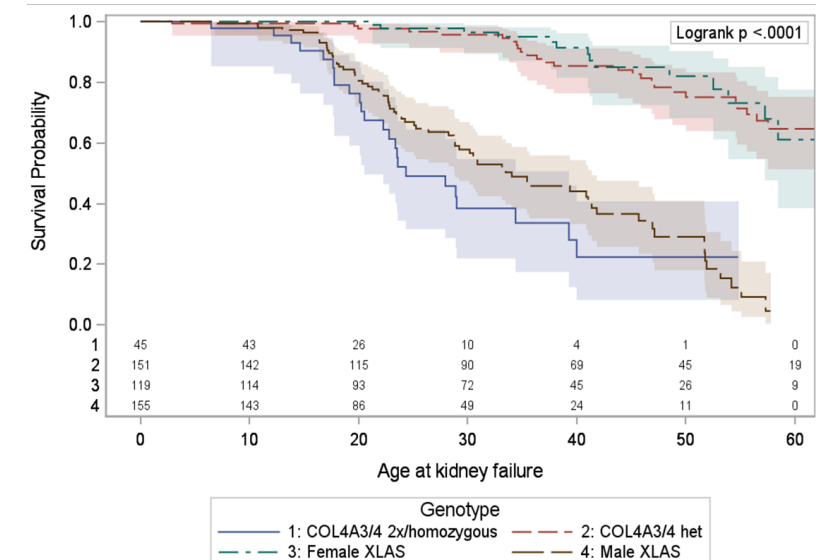 1.0
Logrank p <.0001
0.8
0.6
0.4
0.2
0.0
Survival Probability
1 45 43 26 10 4 1 0
2 151 142 115 90 69 45 19
3 119 114 93 72 45 26 9
4 155 143 86 49 24 11 0
0 10 20 30 40 50 60
Age at kidney failure
Genotype
1: COL4A3/4 2x/homozygous 2: COL4A3/4 het
3: Female XLAS 4: Male XLAS